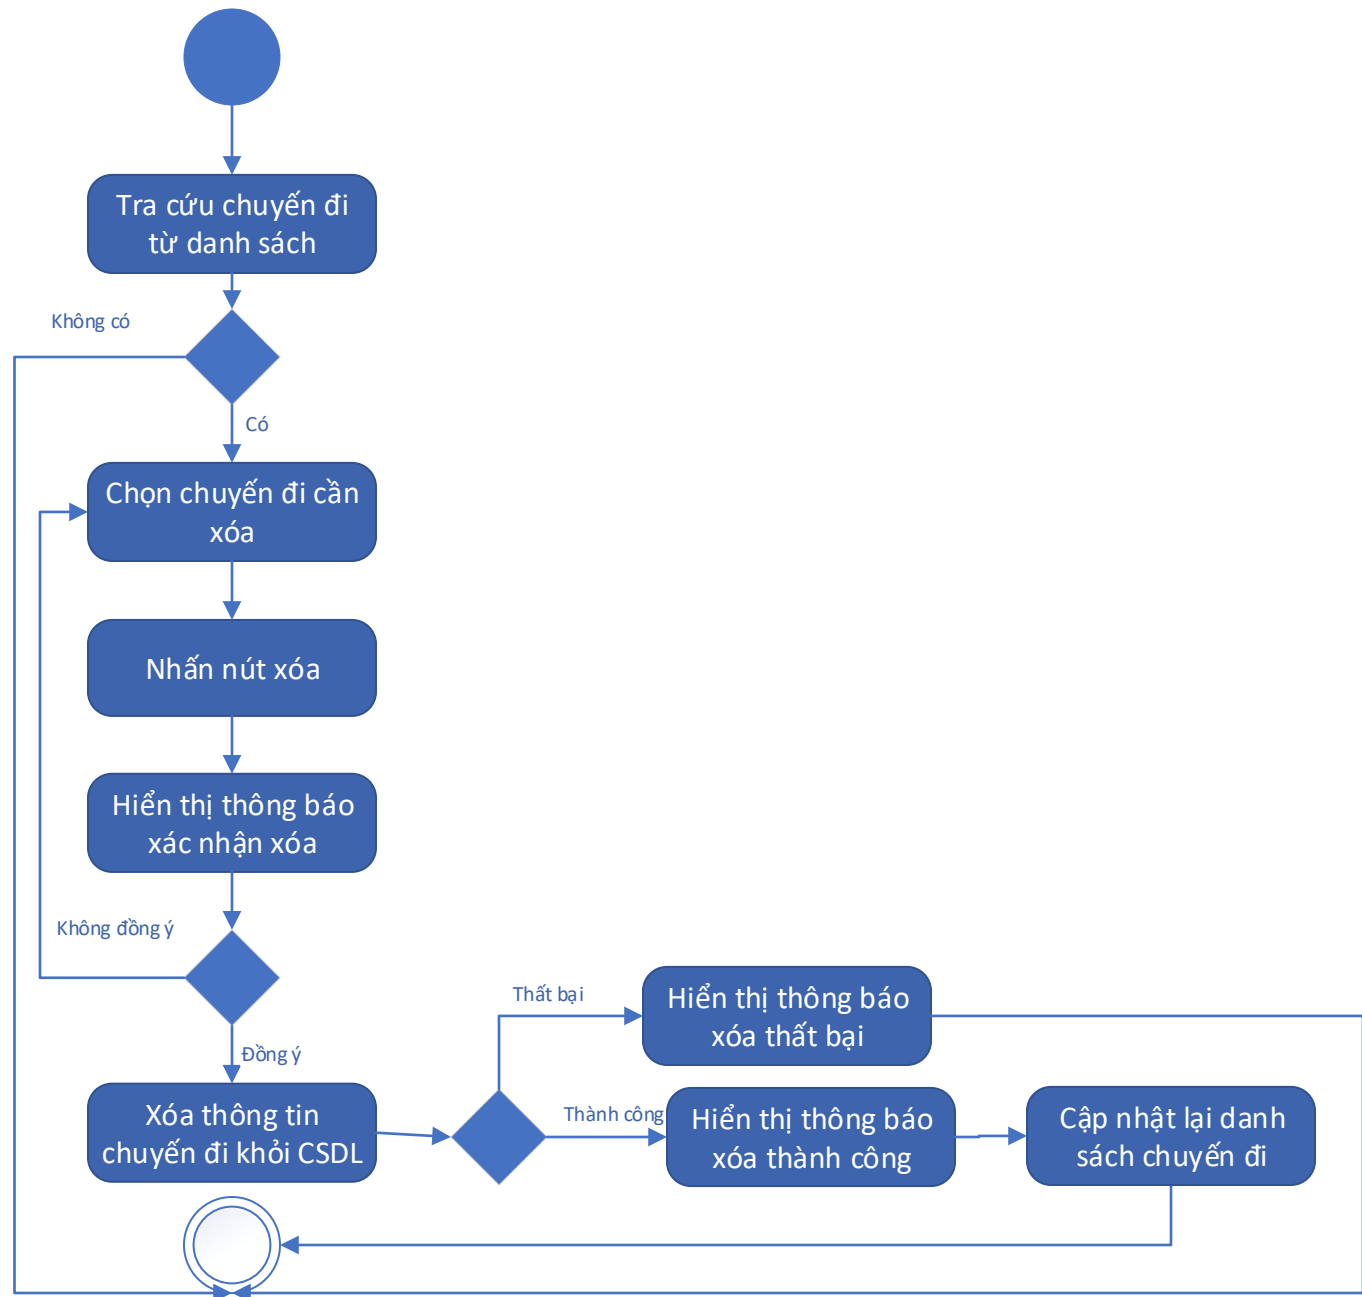 Tra cứu chuyến đi
từ danh sách
Không có
Có
Chọn chuyến đi cần
xóa
Nhấn nút xóa
Hiển thị thông báo
xác nhận xóa
Không đồng ý
Đồng ý
Xóa thông tin
chuyến đi khỏi CSDL
Thất bại
Hiển thị thông báo
xóa thất bại
Thành công
Hiển thị thông báo
xóa thành công
Cập nhật lại danh
sách chuyến đi